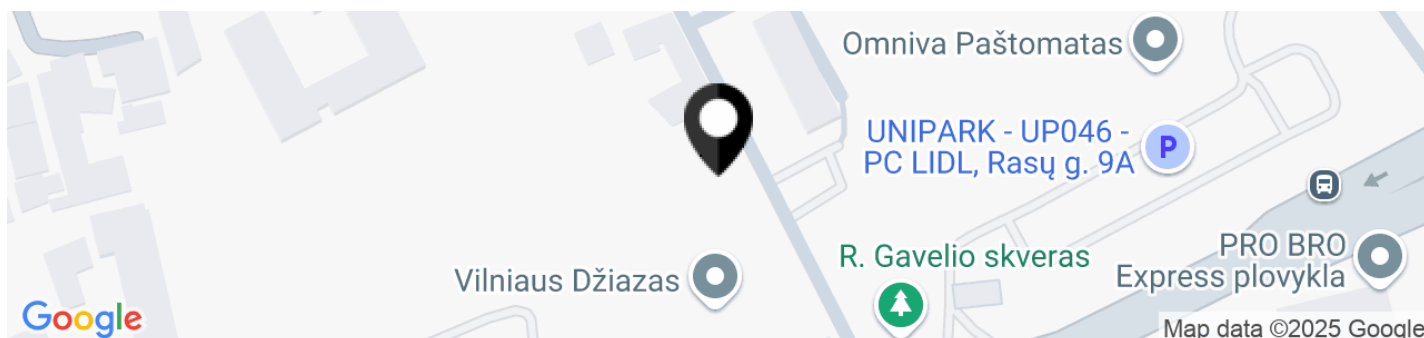 Omniva Paštomatas
UNIPARK - UP046 -
PC LIDL, Rasų g. 9A
P
R. Gavelio skveras
PRO BRO
Express plovykla
Vilniaus Džiazas
Google
Map data ©2025 Google